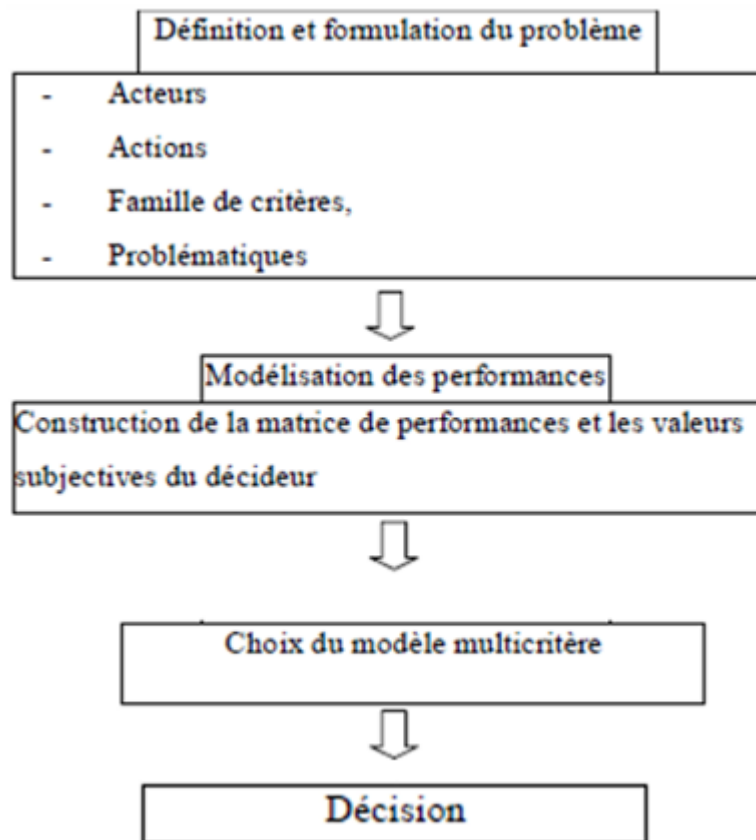 Définition et formulation du problème
- Acteurs
- Actions
- Famille de critères,
- Problématiques
Modélisation des performances
Construction de la matrice de performances et les valeurs
subjectives du décideur
Choix du modèle multicritère
Décision